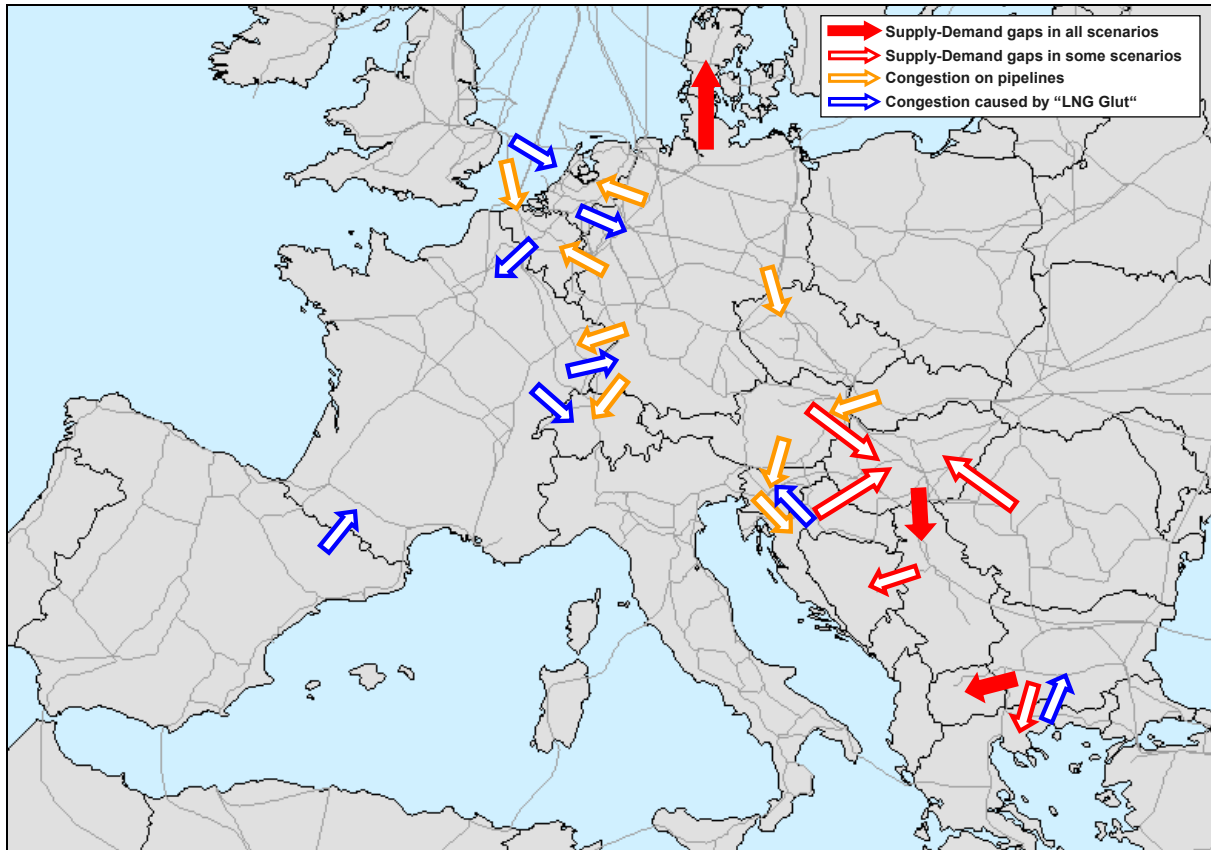 Supply-Demand gaps in all scenarios
Supply-Demand gaps in some scenarios
Congestion on pipelines
Congestion caused by “LNG Glut“